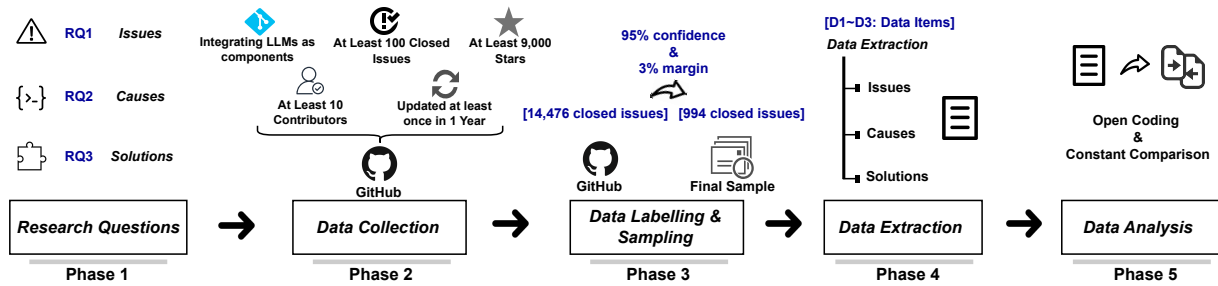 RQ1 Issues
RQ2 Causes
RQ3 Solutions
Research Questions
Phase 1
Integrating LLMs as
components
At Least 100 Closed
Issues
At Least 9,000
Stars
At Least 10
Contributors
Updated at least
once in 1 Year
GitHub
Data Collection
Phase 2
95% confidence
&
3% margin
[14,476 closed issues] [994 closed issues]
GitHub
Final Sample
Data Labelling &
Sampling
Phase 3
[D1~D3: Data Items]
Data Extraction
Issues
Causes
Solutions
Data Extraction
Phase 4
Open Coding
&
Constant Comparison
Data Analysis
Phase 5